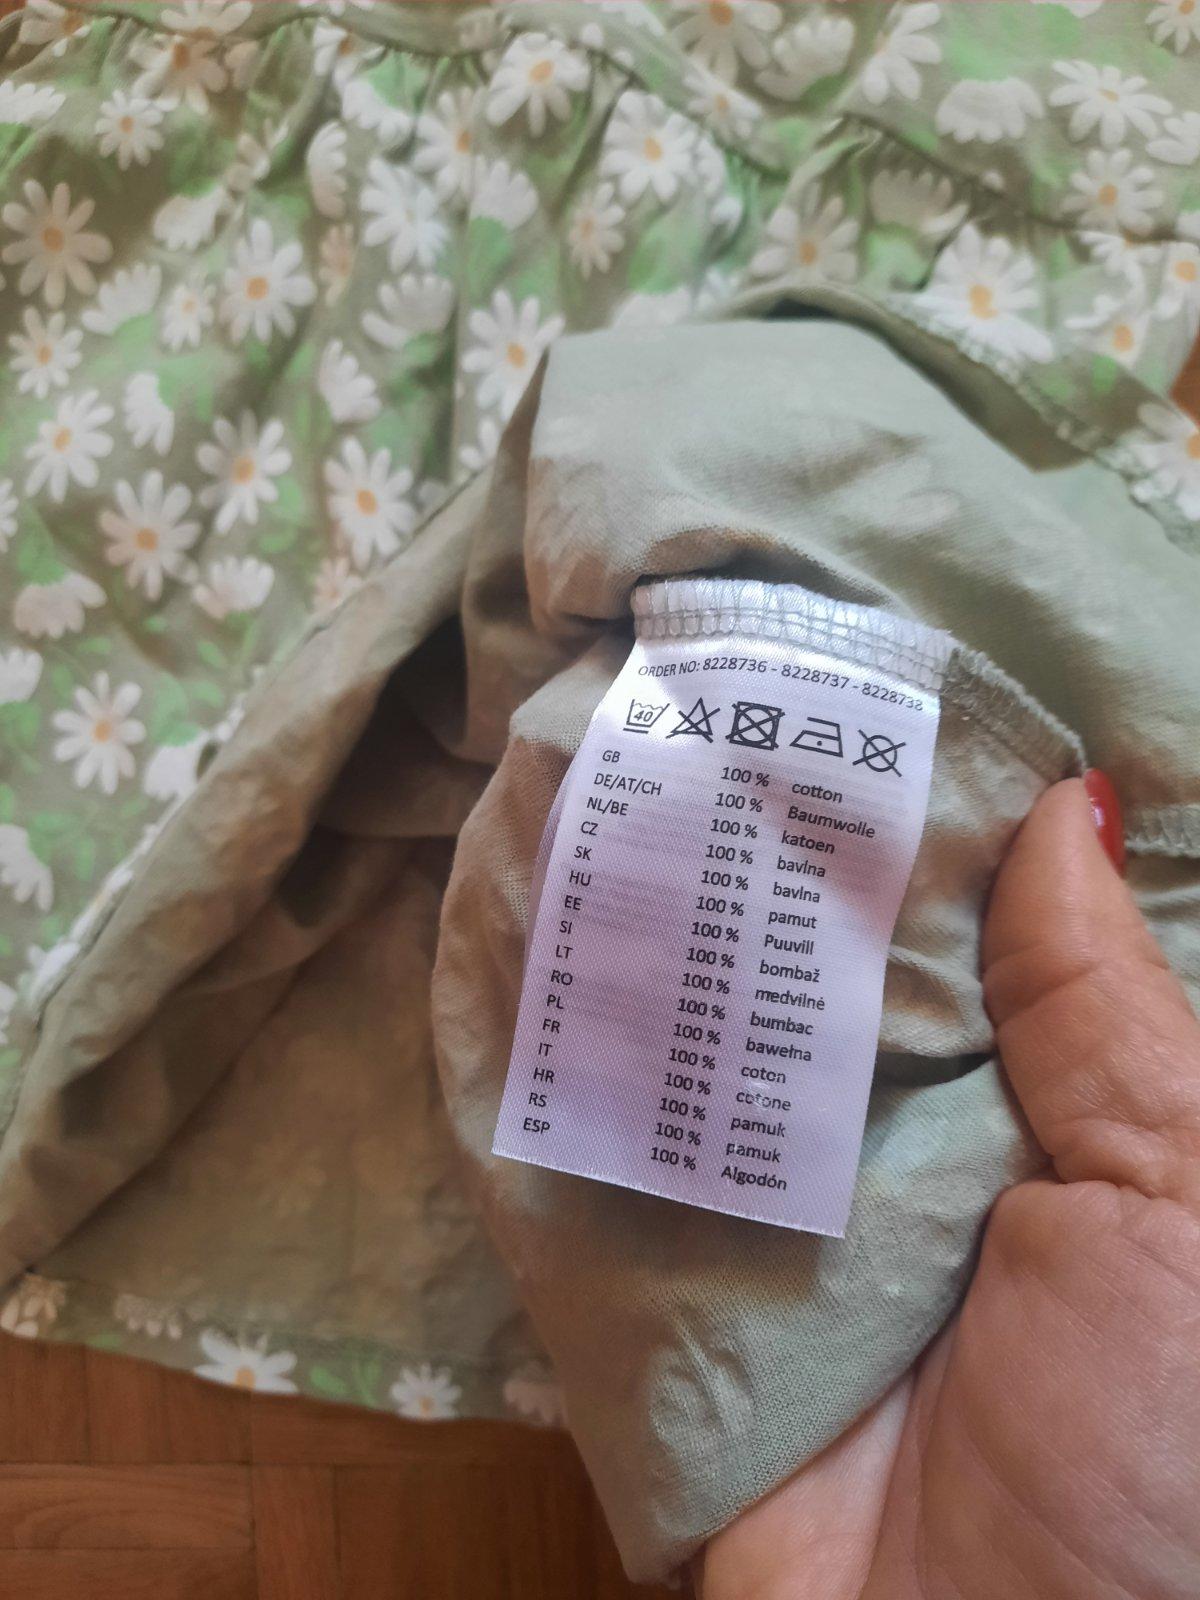 ORDER NO: 8228736 - 8228737 - 8228738
40
GB 100 % cotton
DE/AT/CH 100 % Baumwolle
NL/BE 100 % katoen
CZ 100 % bavlna
SK 100 % bavlna
HU 100 % pamut
EE 100 % Puuvill
SI 100 % bombaž
LT 100 % medvilnė
RO 100 % bumbac
PL 100 % bawełna
FR 100 % coton
IT 100 % cotone
HR 100 % pamuk
RS 100 % pamuk
ESP 100 % Algodón